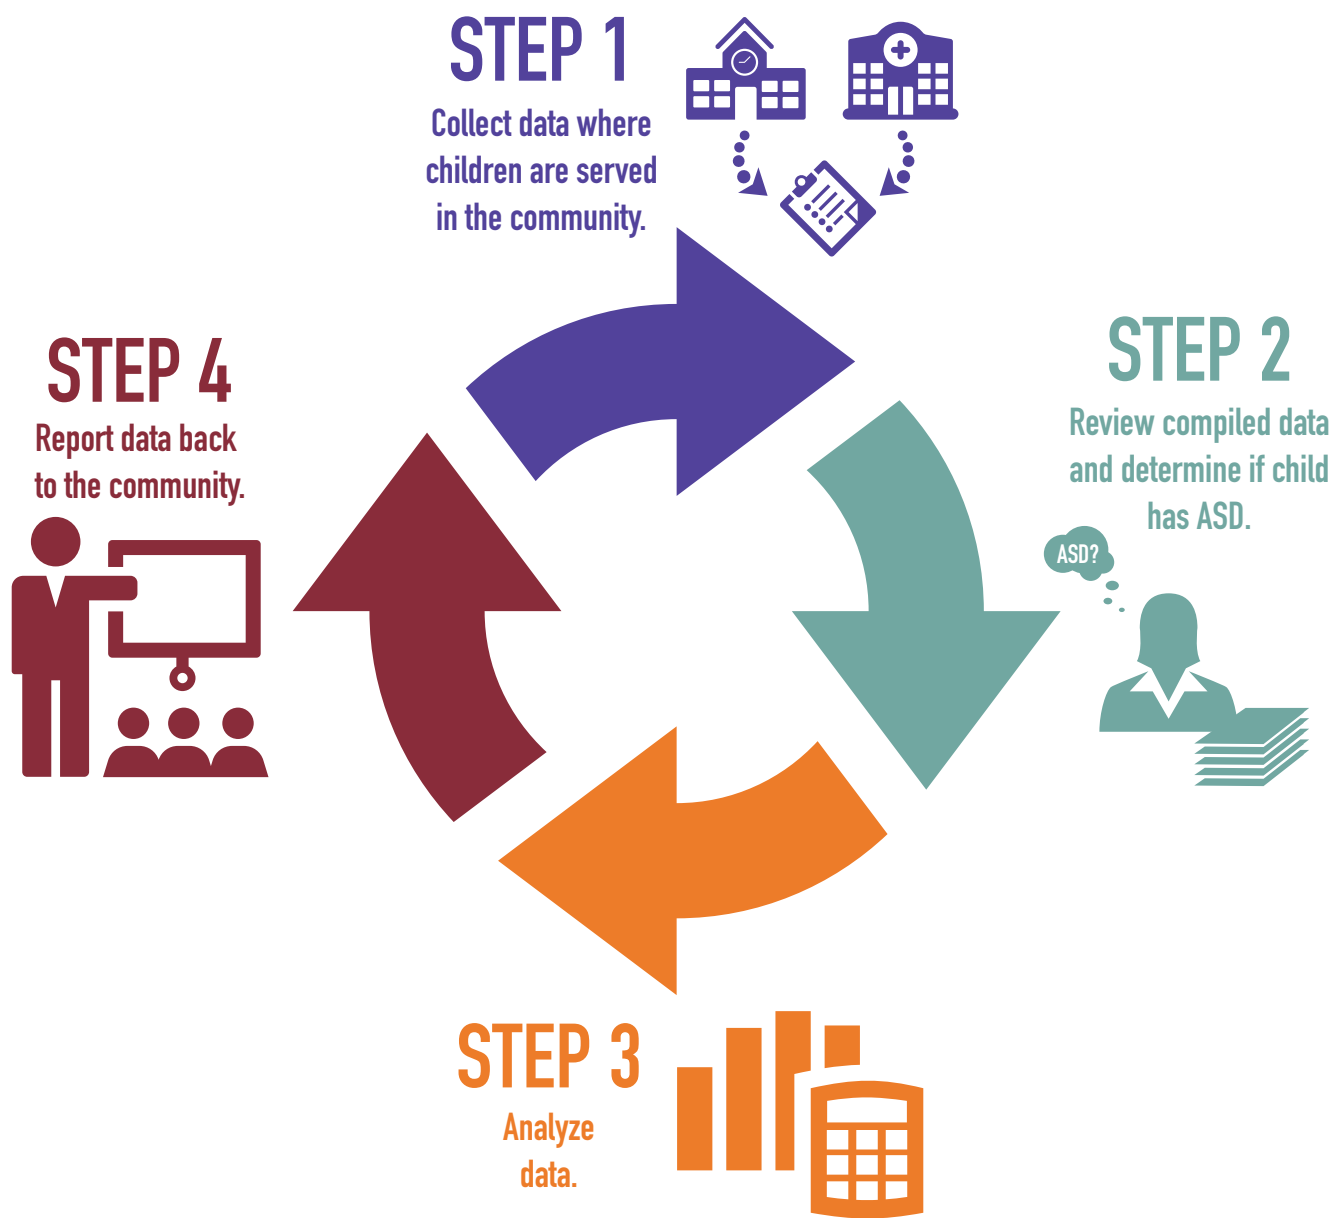 STEP 1
Collect data where
children are served
in the community.
STEP 2
Review compiled data
and determine if child
has ASD.
ASD?
STEP 3
Analyze
data.
STEP 4
Report data back
to the community.